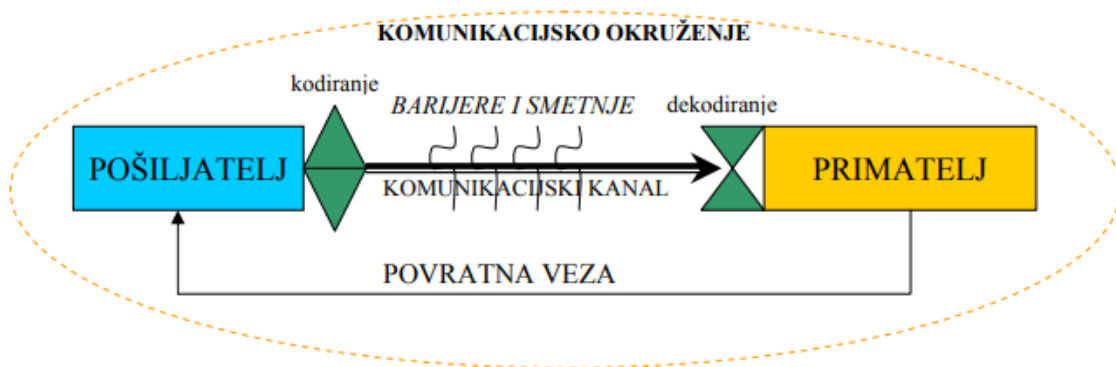 KOMUNIKACIJSKO OKRUŽENJE
kodiranje
BARIJERE I SMETNJE
dekodiranje
POŠILJATELJ
PRIMATELJ
KOMUNIKACIJSKI KANAL
POVRATNA VEZA